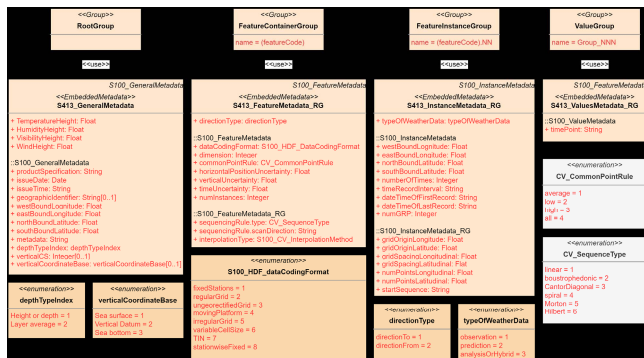 <<Group>>
RootGroup
<<Group>>
FeatureContainerGroup
name = (featureCode)
<<Group>>
FeatureInstanceGroup
name = (featureCode).NN
<<Group>>
ValueGroup
name = Group_NNN
<<use>>
<<use>>
<<use>>
<<use>>
S100_GeneralMetadata
<<EmbeddedMetadata>>
S413_GeneralMetadata
+ TemperatureHeight: Float
+ HumidityHeight: Float
+ VisibilityHeight: Float
+ WindHeight: Float
::S100_GeneralMetadata
+ productSpecification: String
+ issueDate: Date
+ issueTime: String
+ geographicIdentifier: String[0..1]
+ westBoundLongitude: Float
+ eastBoundLongitude: Float
+ northBoundLatitude: Float
+ southBoundLatitude: Float
+ metadata: String
+ depthTypeIndex: depthTypeIndex
+ verticalCS: Integer[0..1]
+ verticalCoordinateBase: verticalCoordinateBase[0..1]
<<enumeration>>
depthTypeIndex
Height or depth = 1
Layer average = 2
<<enumeration>>
verticalCoordinateBase
Sea surface = 1
Vertical Datum = 2
Sea bottom = 3
S100_FeatureMetadata
<<EmbeddedMetadata>>
S413_FeatureMetadata_RG
+ directionType: directionType
::S100_FeatureMetadata
+ dataCodingFormat: S100_HDF_DataCodingFormat
+ dimension: Integer
+ commonPointRule: CV_CommonPointRule
+ horizontalPositionUncertainty: Float
+ verticalUncertainty: Float
+ timeUncertainty: Float
+ numInstances: Integer
::S100_FeatureMetadata_RG
+ sequencingRule.type: CV_SequenceType
+ sequencingRule.scanDirection: String
+ interpolationType: S100_CV_InterpolationMethod
<<enumeration>>
S100_HDF_dataCodingFormat
fixedStations = 1
regularGrid = 2
ungeorectifiedGrid = 3
movingPlatform = 4
irregularGrid = 5
variableCellSize = 6
TIN = 7
stationwiseFixed = 8
S100_InstanceMetadata
<<EmbeddedMetadata>>
S413_InstanceMetadata_RG
+ typeOfWeatherData: typeOfWeatherData
::S100_InstanceMetadata
+ westBoundLongitude: Float
+ eastBoundLongitude: Float
+ northBoundLatitude: Float
+ southBoundLatitude: Float
+ numberOfTimes: Integer
+ timeRecordInterval: String
+ dateTimeOfFirstRecord: String
+ dateTimeOfLastRecord: String
+ numGRP: Integer
::S100_InstanceMetadata_RG
+ gridOriginLongitude: Float
+ gridOriginLatitude: Float
+ gridSpacingLongitudinal: Float
+ gridSpacingLatitudinal: Float
+ numPointsLongitudinal: Float
+ numPointsLatitudinal: Float
+ startSequence: String
<<enumeration>>
directionType
directionTo = 1
directionFrom = 2
<<enumeration>>
typeOfWeatherData
observation = 1
prediction = 2
analysisOrHybrid = 3
S100_FeatureMetadata
<<EmbeddedMetadata>>
S413_ValuesMetadata_RG
::S100_ValueMetadata
+ timePoint: String
<<enumeration>>
CV_CommonPointRule
average = 1
low = 2
high = 3
all = 4
<<enumeration>>
CV_SequenceType
linear = 1
boustrophedonic = 2
CantorDiagonal = 3
spiral = 4
Morton = 5
Hilbert = 6